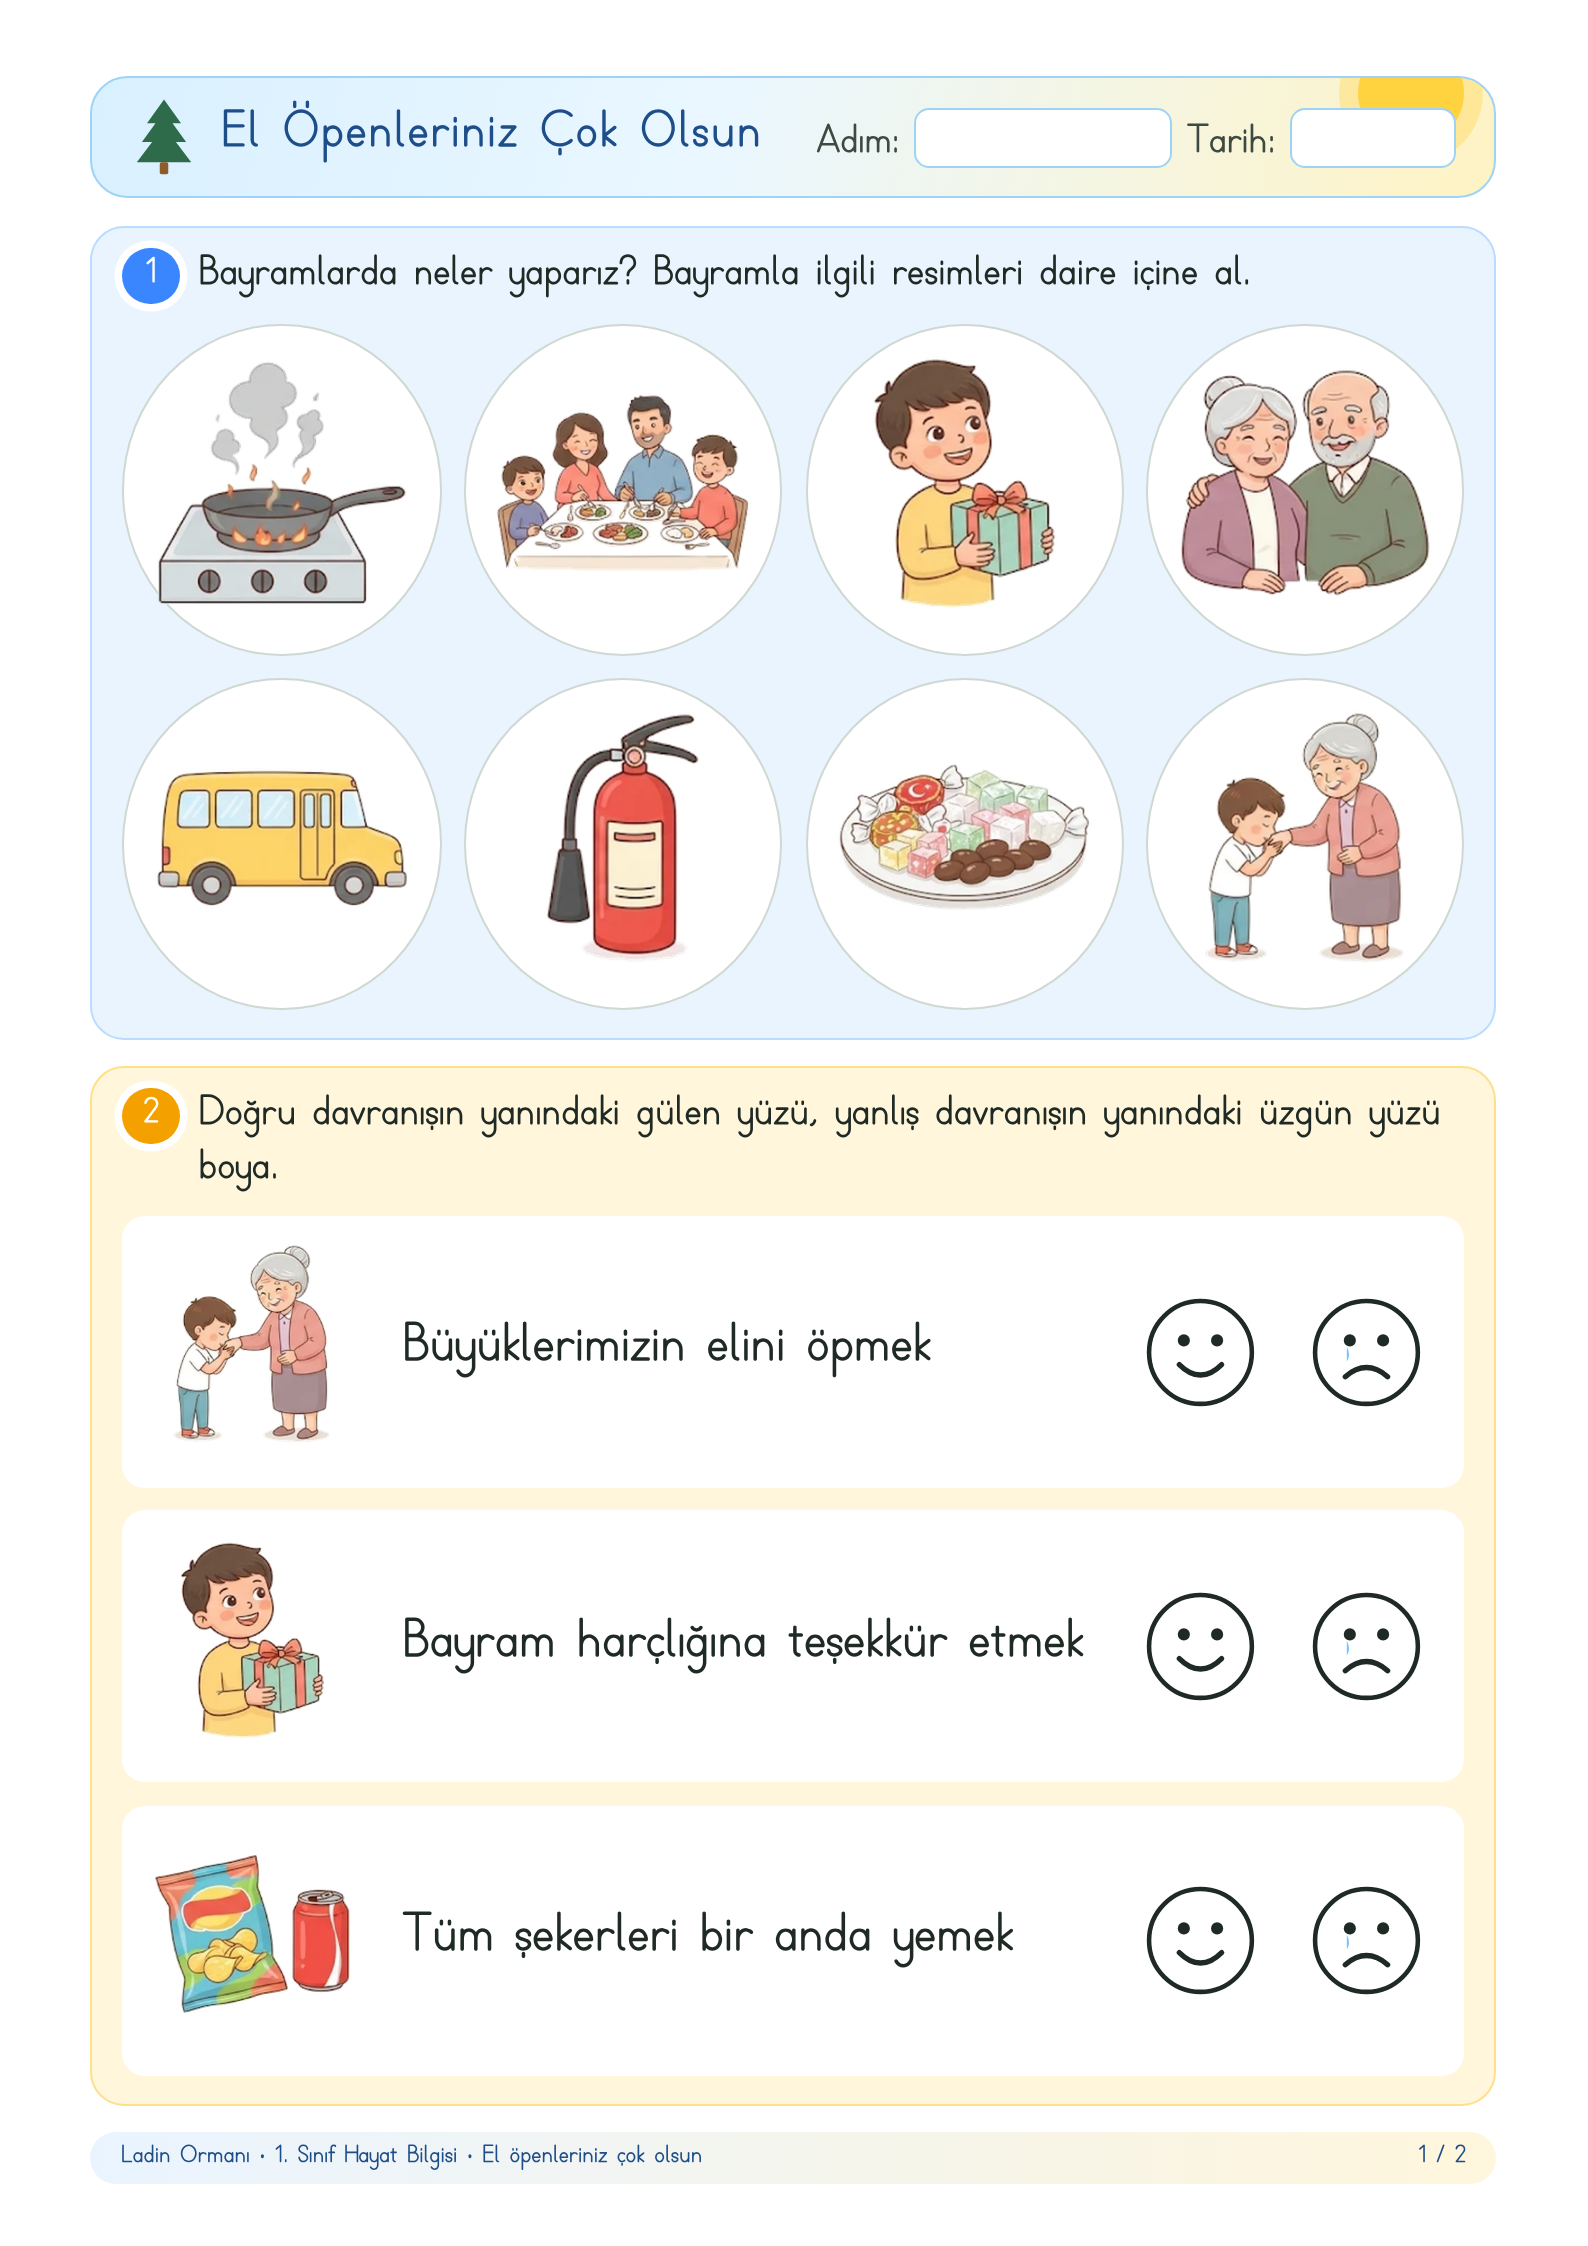 El Öpenleriniz Çok Olsun
Adım:
Tarih:
1
Bayramlarda neler yaparız? Bayramla ilgili resimleri daire içine al.
2
Doğru davranışın yanındaki gülen yüzü, yanlış davranışın yanındaki üzgün yüzü
boya.
Büyüklerimizin elini öpmek
Bayram harçlığına teşekkür etmek
Tüm şekerleri bir anda yemek
Ladin Ormanı • 1. Sınıf Hayat Bilgisi • El öpenleriniz çok olsun
1 / 2